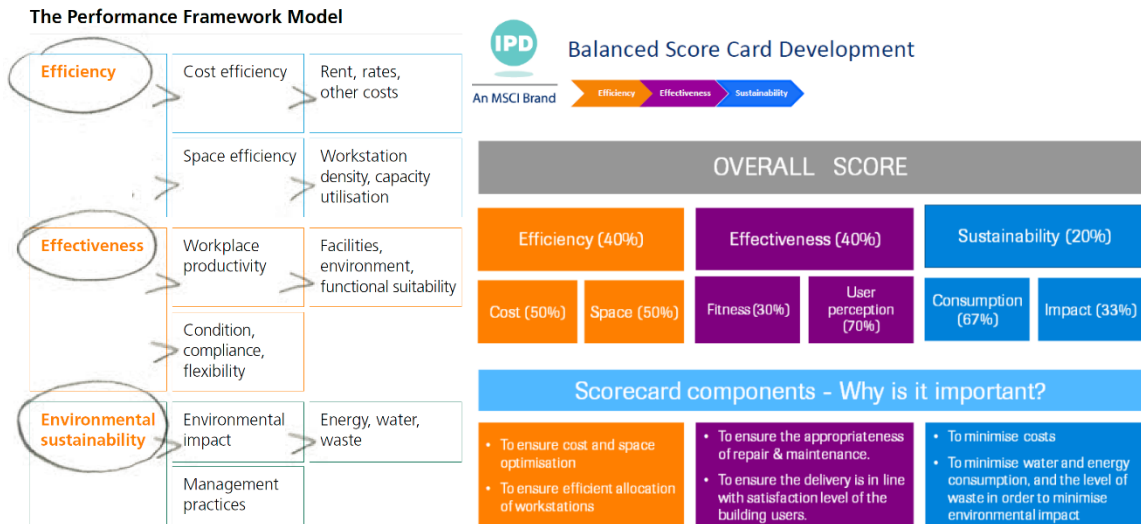 The Performance Framework Model
Efficiency
Cost efficiency
Rent, rates,
other costs
Space efficiency
Workstation
density, capacity
utilisation
Effectiveness
Workplace
productivity
Facilities,
environment,
functional suitability
Condition,
compliance,
flexibility
Environmental
sustainability
Environmental
impact
Energy, water,
waste
Management
practices
IPD
An MSCI Brand
Balanced Score Card Development
Efficiency
Effectiveness
Sustainability
OVERALL SCORE
Efficiency (40%)
Effectiveness (40%)
Sustainability (20%)
Cost (50%)
Space (50%)
Fitness (30%)
User
perception
(70%)
Consumption
(67%)
Impact (33%)
Scorecard components - Why is it important?
• To ensure cost and space
optimisation
• To ensure efficient allocation
of workstations
• To ensure the appropriateness
of repair & maintenance.
• To ensure the delivery is in line
with satisfaction level of the
building users.
• To minimise costs
• To minimise water and energy
consumption, and the level of
waste in order to minimise
environmental impact